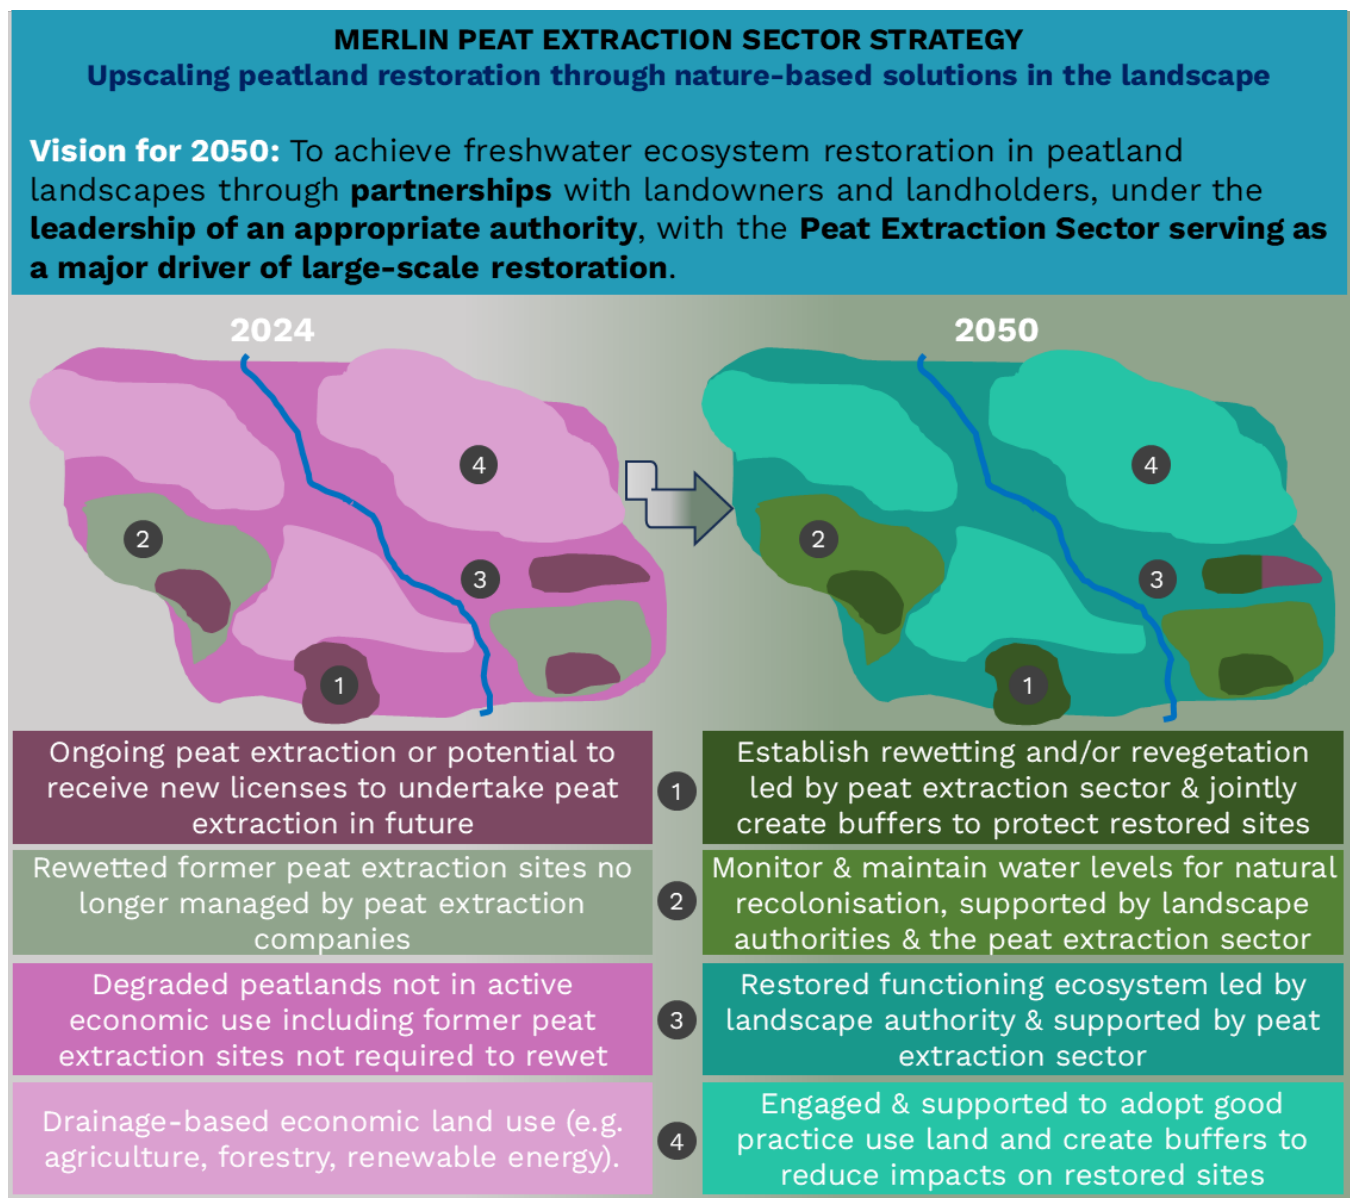 MERLIN PEAT EXTRACTION SECTOR STRATEGY
Upscaling peatland restoration through nature-based solutions in the landscape
Vision for 2050: To achieve freshwater ecosystem restoration in peatland
landscapes through partnerships with landowners and landholders, under the
leadership of an appropriate authority, with the Peat Extraction Sector serving as
a major driver of large-scale restoration.
2024
2050
4
2
3
1
4
2
3
1
Ongoing peat extraction or potential to
receive new licenses to undertake peat
extraction in future
1
Establish rewetting and/or revegetation
led by peat extraction sector & jointly
create buffers to protect restored sites
Rewetted former peat extraction sites no
longer managed by peat extraction
companies
2
Monitor & maintain water levels for natural
recolonisation, supported by landscape
authorities & the peat extraction sector
Degraded peatlands not in active
economic use including former peat
extraction sites not required to rewet
3
Restored functioning ecosystem led by
landscape authority & supported by peat
extraction sector
Drainage-based economic land use (e.g.
agriculture, forestry, renewable energy).
4
Engaged & supported to adopt good
practice use land and create buffers to
reduce impacts on restored sites